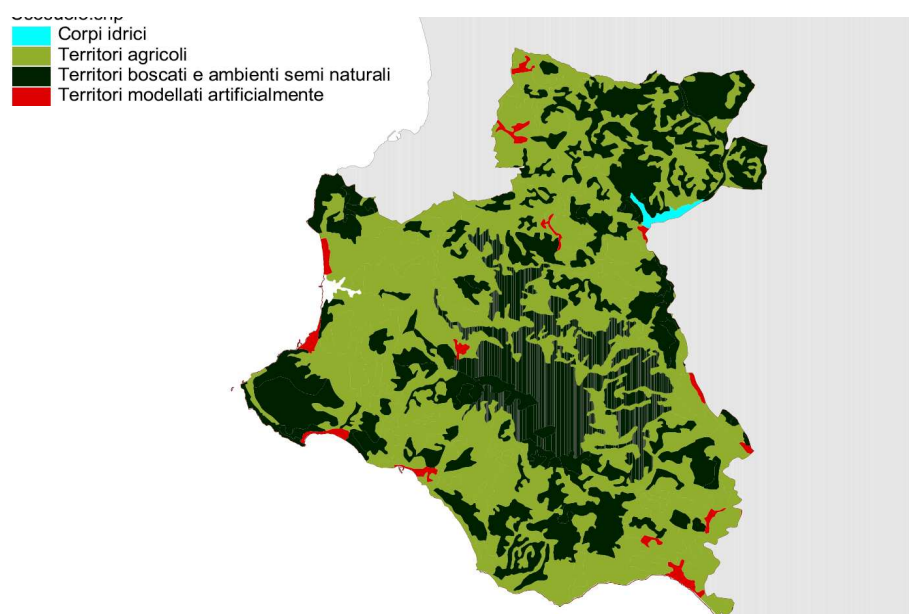 Corpi idrici
Territori agricoli
Territori boscati e ambienti semi naturali
Territori modellati artificialmente